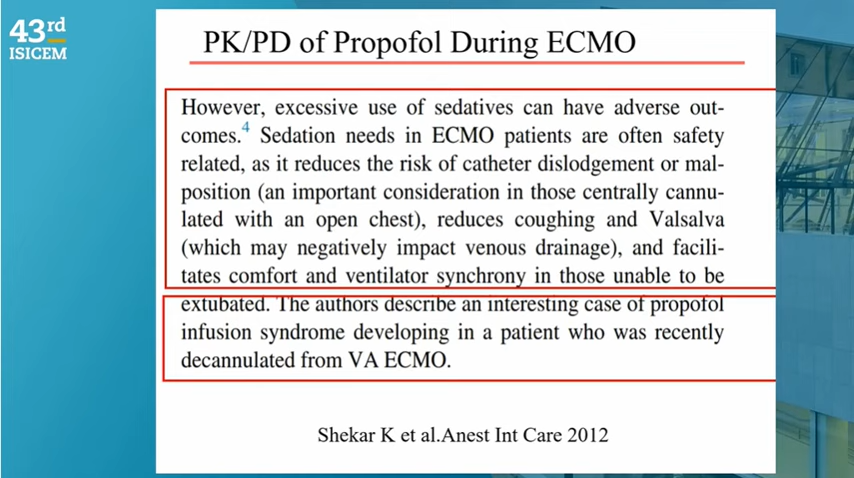 43rd
ISICEM
PK/PD of Propofol During ECMO
However, excessive use of sedatives can have adverse out-
comes.4 Sedation needs in ECMO patients are often safety
related, as it reduces the risk of catheter dislodgement or mal-
position (an important consideration in those centrally cannu-
lated with an open chest), reduces coughing and Valsalva
(which may negatively impact venous drainage), and facili-
tates comfort and ventilator synchrony in those unable to be
extubated. The authors describe an interesting case of propofol
infusion syndrome developing in a patient who was recently
decannulated from VA ECMO.
Shekar K et al.Anest Int Care 2012